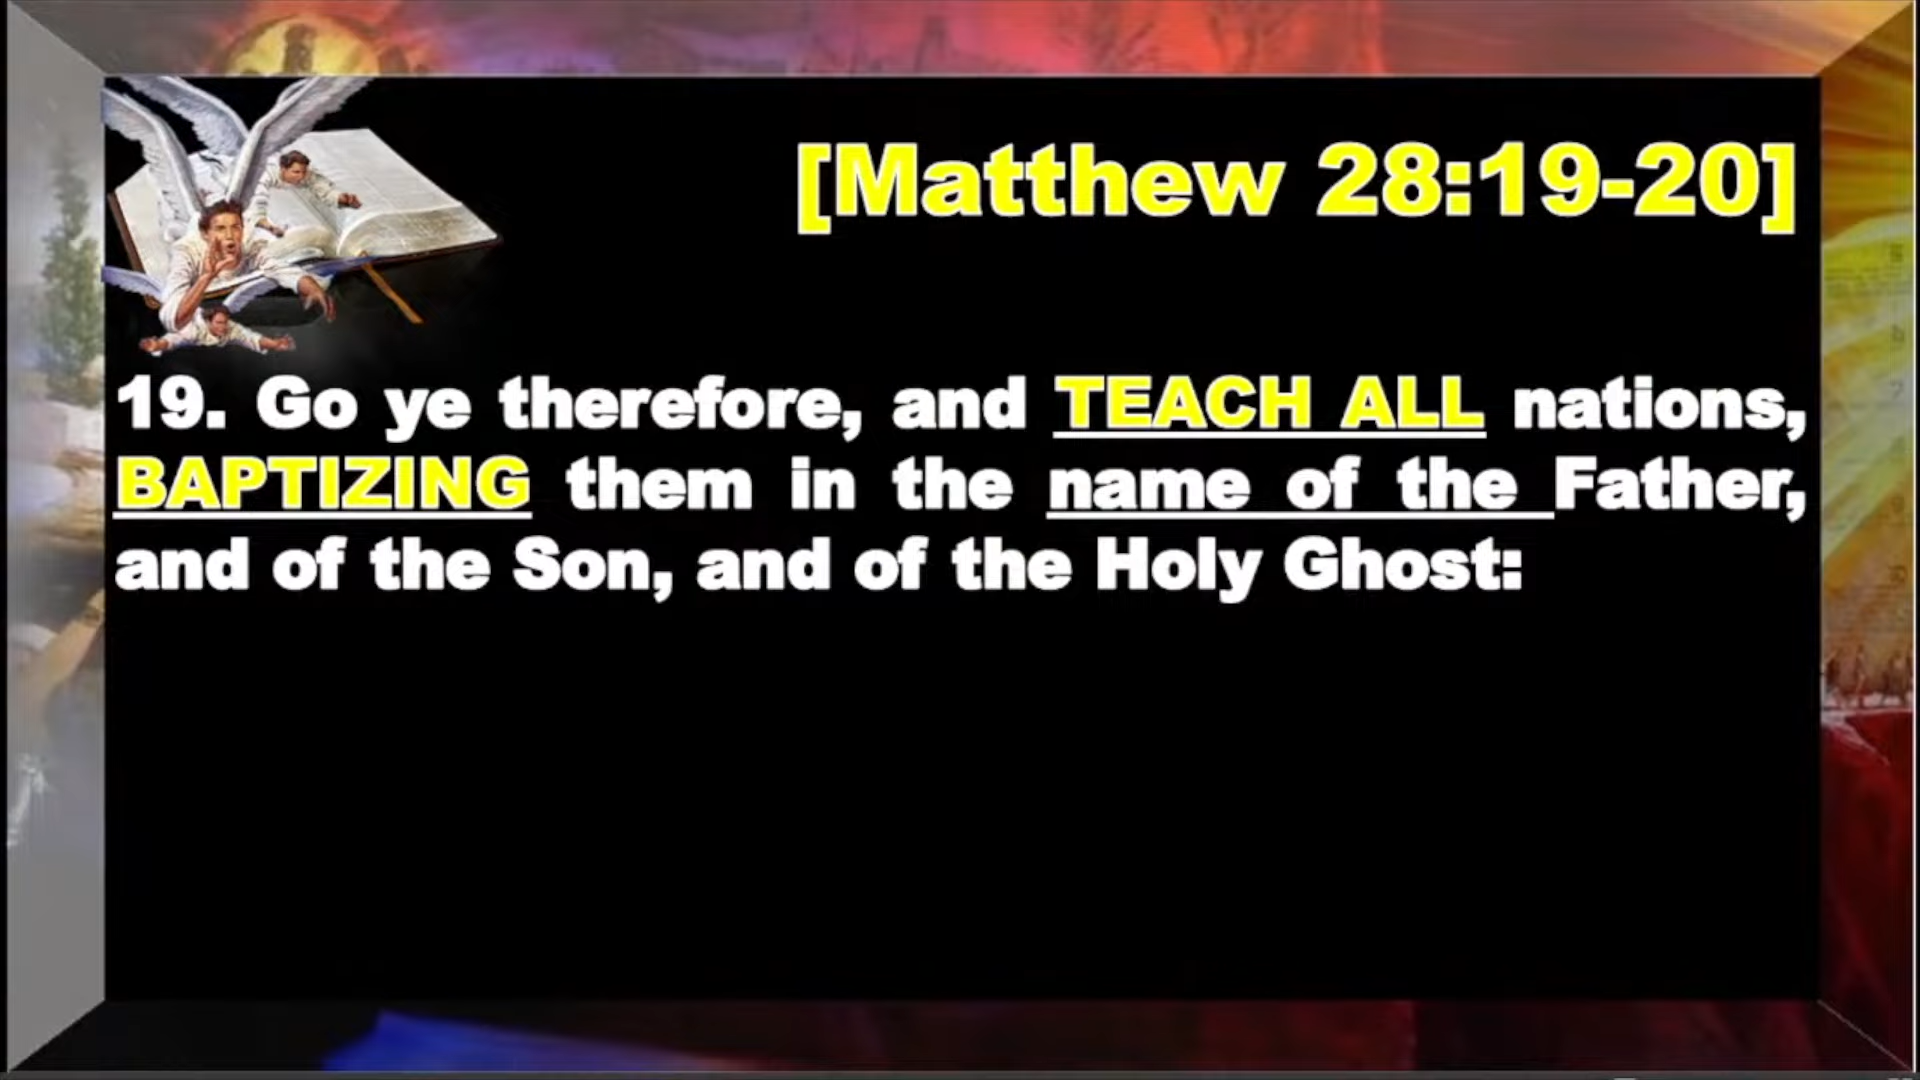 [Matthew 28:19-20]
19. Go ye therefore, and TEACH ALL nations,
BAPTIZING them in the name of the Father,
and of the Son, and of the Holy Ghost: